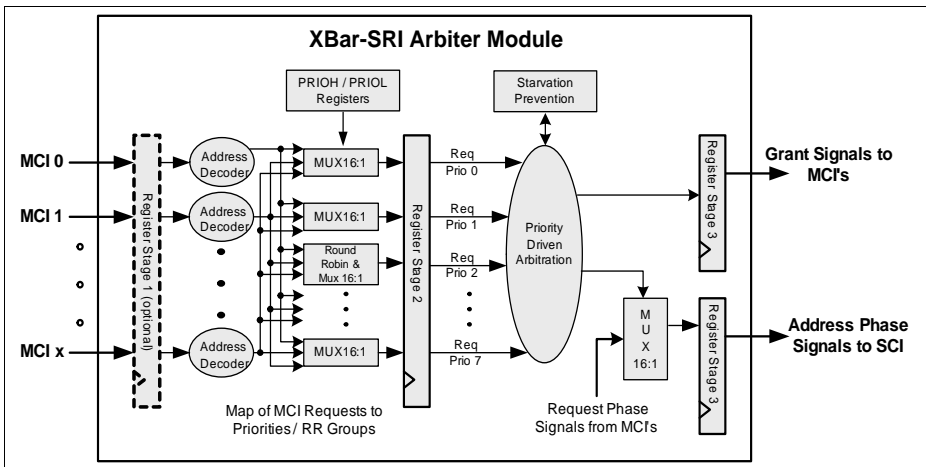 XBar-SRI Arbiter Module
PRIOH / PRIOL
Registers
Starvation
Prevention
MCI 0
MCI 1
MCI x
Register Stage 1 (optional)
Address
Decoder
Address
Decoder
Address
Decoder
MUX16:1
MUX16:1
Round
Robin &
Mux 16:1
MUX16:1
Register Stage 2
Req
Prio 0
Req
Prio 1
Req
Prio 2
Req
Prio 7
Priority
Driven
Arbitration
M
U
X
16:1
Register Stage 3
Register Stage 3
Grant Signals to
MCI's
Address Phase
Signals to SCI
Map of MCI Requests to
Priorities / RR Groups
Request Phase
Signals from MCI's